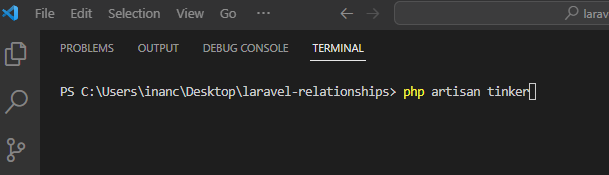 File Edit Selection View Go ··· larav
PROBLEMS OUTPUT DEBUG CONSOLE TERMINAL
PS C:\Users\inanc\Desktop\laravel-relationships> php artisan tinker